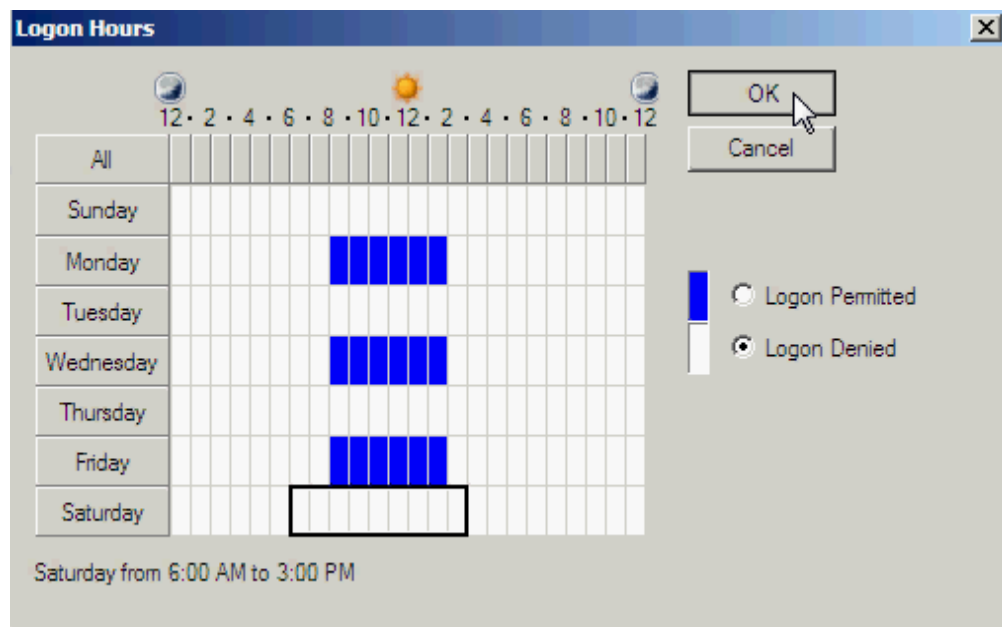 Logon Hours
12 · 2 · 4 · 6 · 8 · 10 · 12 · 2 · 4 · 6 · 8 · 10 · 12
OK
Cancel
All
Sunday
Monday
Tuesday
Wednesday
Thursday
Friday
Saturday
Logon Permitted
Logon Denied
Saturday from 6:00 AM to 3:00 PM